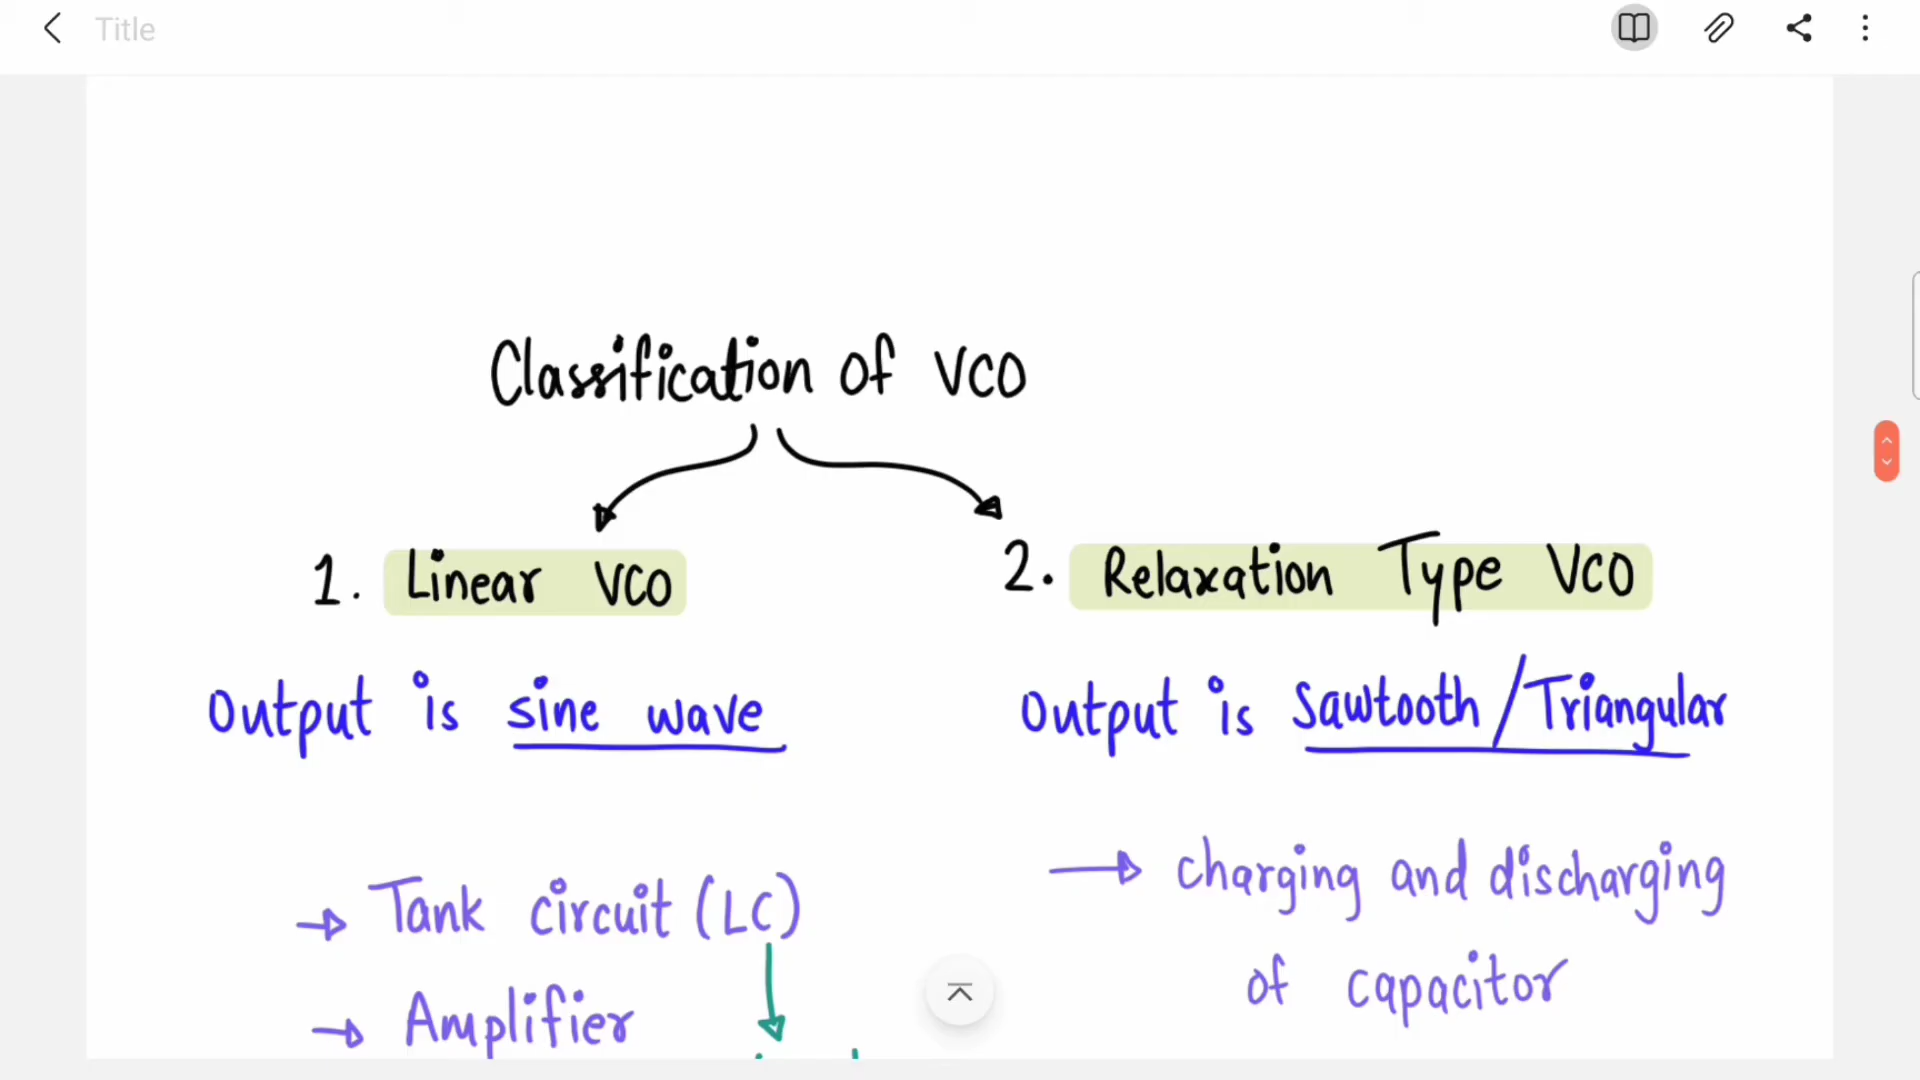 Title
Classification of VCO
1. Linear VCO
2. Relaxation Type VCO
Output is sine wave
Output is Sawtooth/Triangular
→ Tank circuit (LC)
→ Amplifier
→ charging and discharging
of capacitor